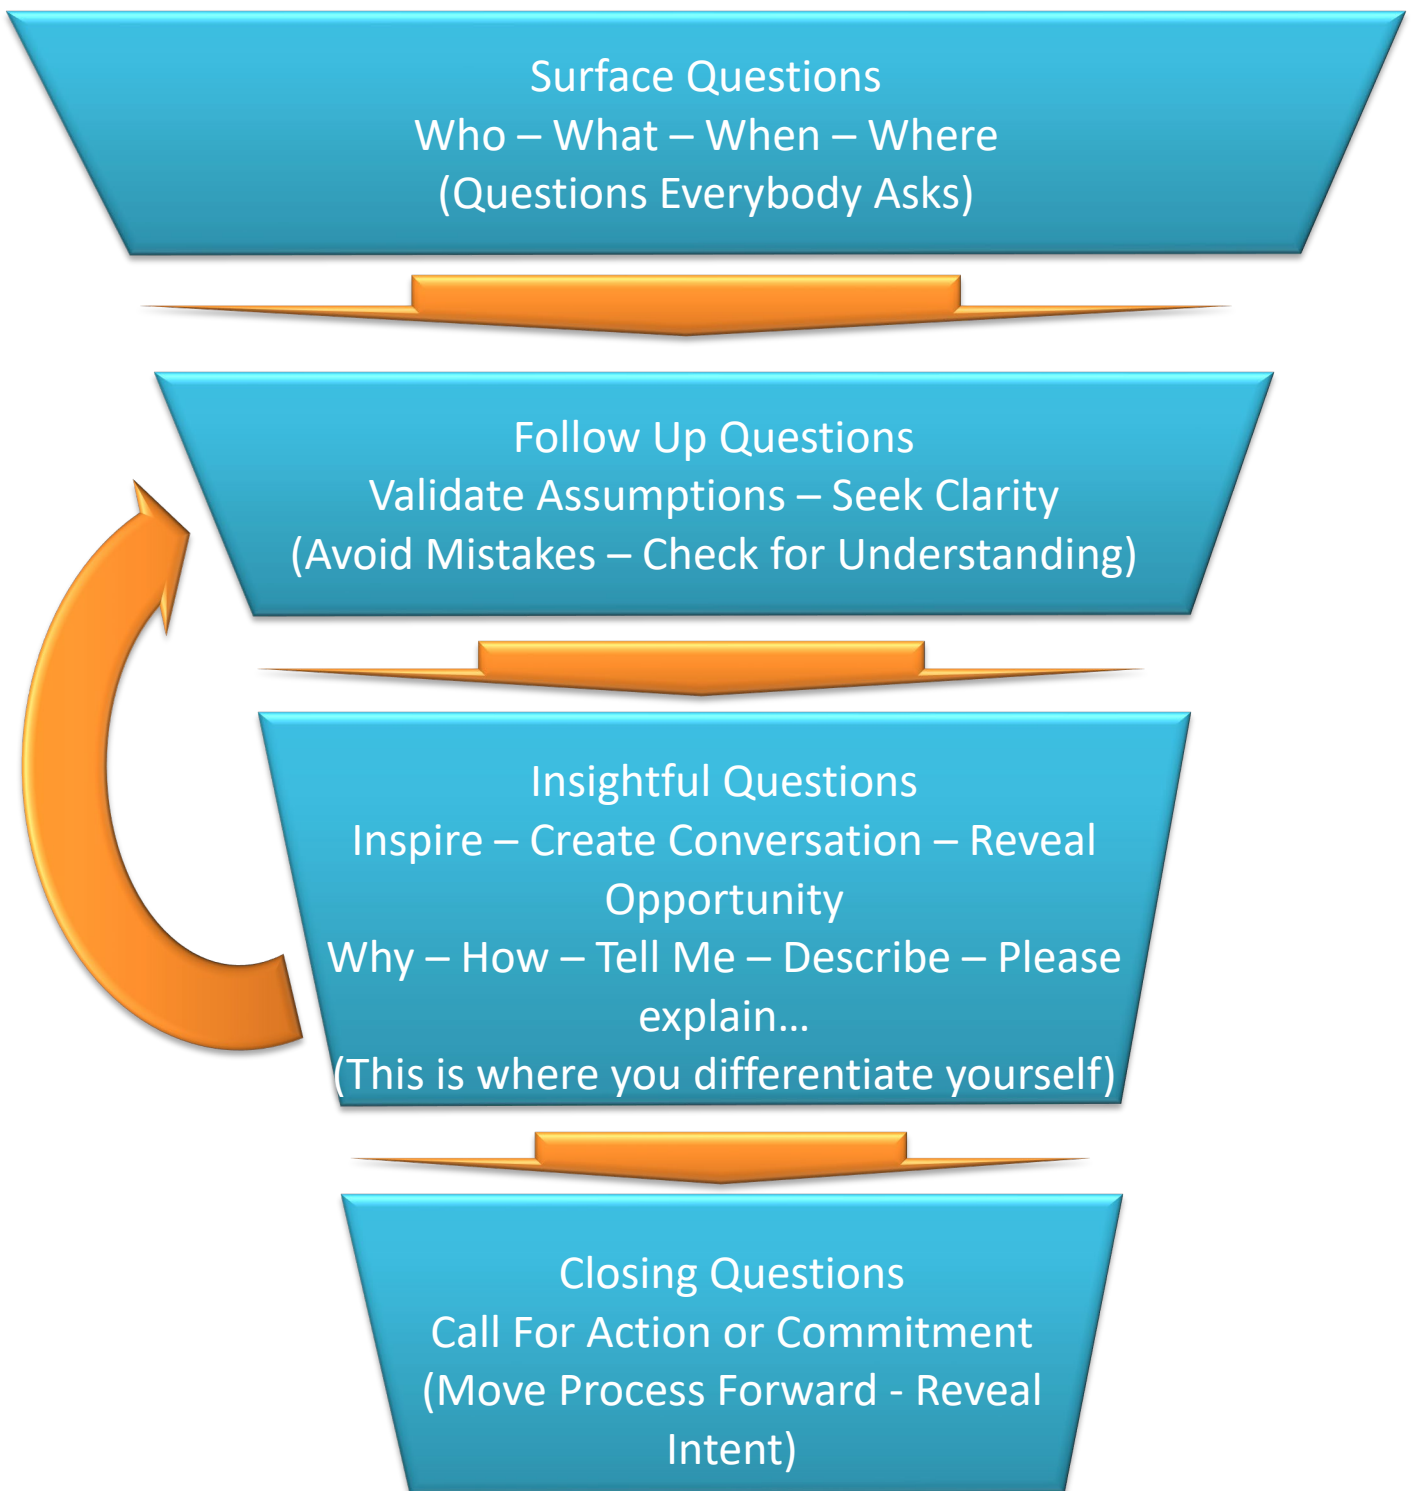 Surface Questions
Who – What – When – Where
(Questions Everybody Asks)
Follow Up Questions
Validate Assumptions – Seek Clarity
(Avoid Mistakes – Check for Understanding)
Insightful Questions
Inspire – Create Conversation – Reveal
Opportunity
Why – How – Tell Me – Describe – Please
explain…
(This is where you differentiate yourself)
Closing Questions
Call For Action or Commitment
(Move Process Forward - Reveal
Intent)